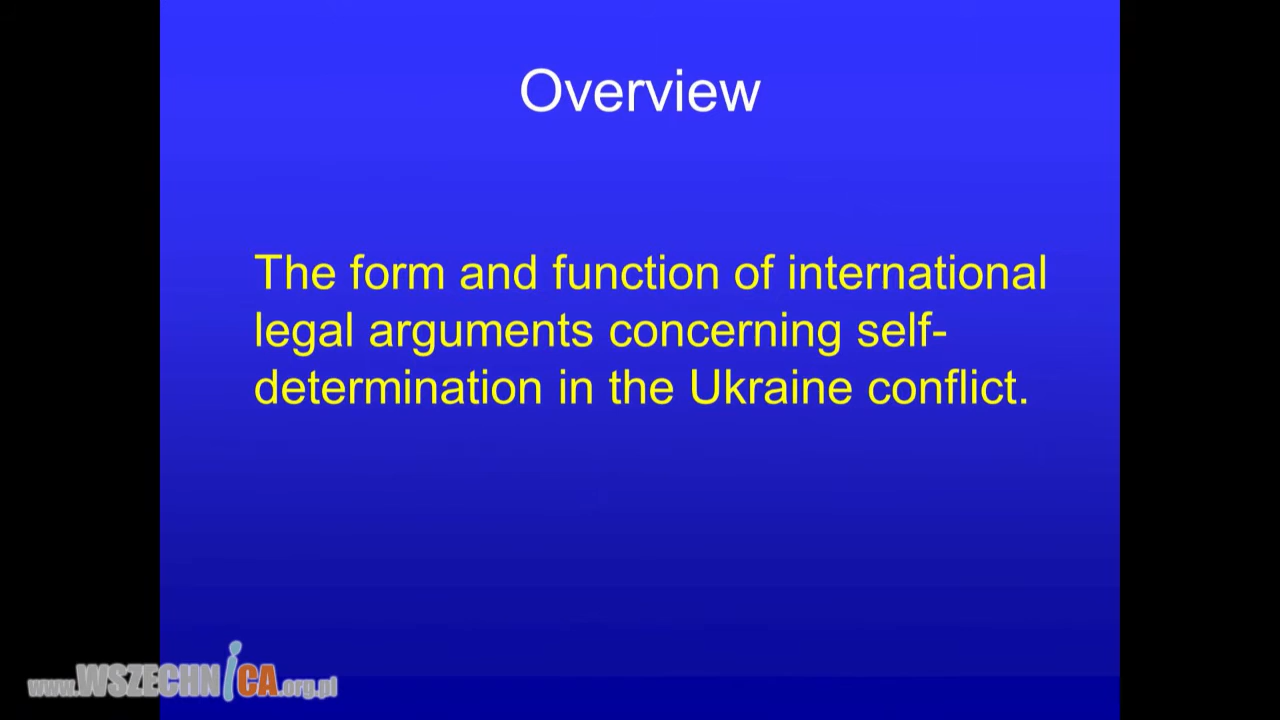 Overview
The form and function of international
legal arguments concerning self-
determination in the Ukraine conflict.
www.WSZECHNiCA.org.pl